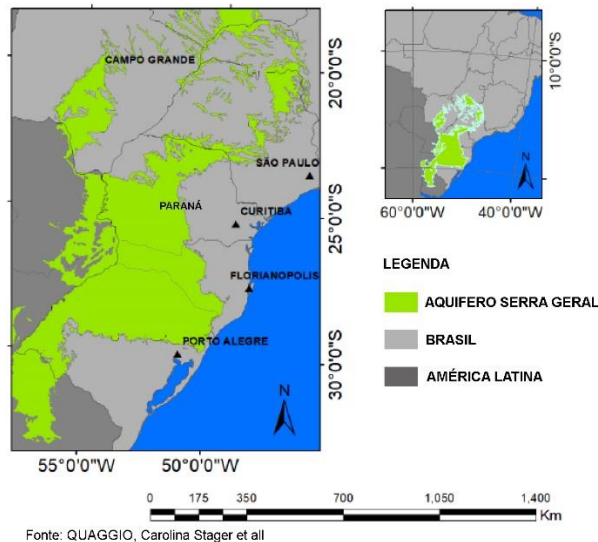 CAMPO GRANDE
SÃO PAULO
PARANÁ
CURITIBA
FLORIANOPOLIS
PORTO ALEGRE
N
20°0'0"S
25°0'0"S
30°0'0"S
55°0'0"W
50°0'0"W
10°0'0"S
N
60°0'0"W
40°0'0"W
LEGENDA
AQUIFERO SERRA GERAL
BRASIL
AMÉRICA LATINA
0 175 350 700 1,050 1,400
Km
Fonte: QUAGGIO, Carolina Stager et all